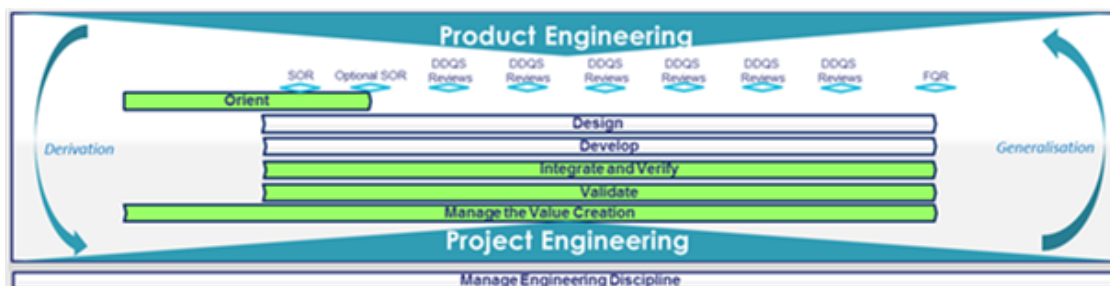 Product Engineering
SOR
Optional SOR
DDQS
Reviews
DDQS
Reviews
DDQS
Reviews
DDQS
Reviews
DDQS
Reviews
DDQS
Reviews
FQR
Orient
Design
Derivation
Develop
Generalisation
Integrate and Verify
Validate
Manage the Value Creation
Project Engineering
Manage Engineering Discipline